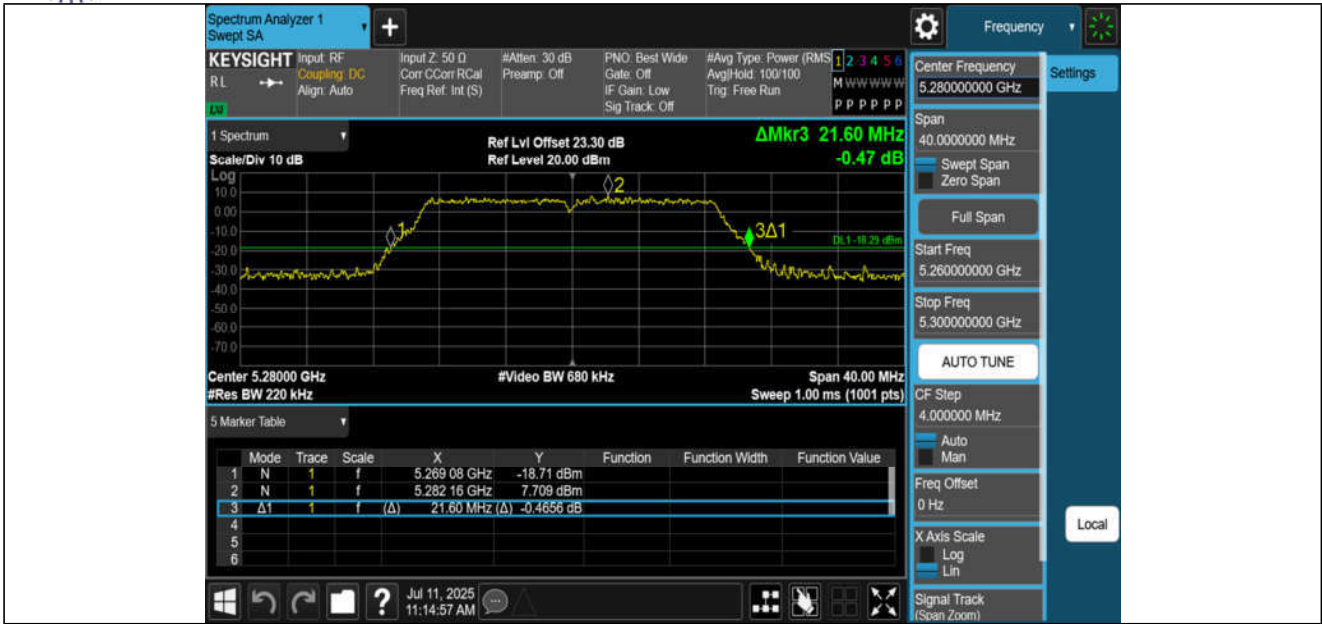 Spectrum Analyzer 1
Swept SA
+
Frequency
KEYSIGHT
RL
LXI
Input: RF
Coupling: DC
Align: Auto
Input Z: 50 Ω
Corr CCorr RCal
Freq Ref: Int (S)
#Atten: 30 dB
Preamp: Off
PNO: Best Wide
Gate: Off
IF Gain: Low
Sig Track: Off
#Avg Type: Power (RMS
Avg|Hold: 100/100
Trig: Free Run
1 2 3 4 5 6
M W W W W W
P P P P P P
1 Spectrum
Scale/Div 10 dB
Ref Lvl Offset 23.30 dB
Ref Level 20.00 dBm
ΔMkr3 21.60 MHz
-0.47 dB
Log
10.0
0.00
-10.0
-20.0
-30.0
-40.0
-50.0
-60.0
-70.0
1
2
3Δ1
DL1 -18.29 dBm
Center 5.28000 GHz
#Res BW 220 kHz
#Video BW 680 kHz
Span 40.00 MHz
Sweep 1.00 ms (1001 pts)
5 Marker Table
Mode Trace Scale X Y Function Function Width Function Value
1 N 1 f 5.269 08 GHz -18.71 dBm
2 N 1 f 5.282 16 GHz 7.709 dBm
3 Δ1 1 f (Δ) 21.60 MHz (Δ) -0.4656 dB
4
5
6
?
Jul 11, 2025
11:14:57 AM
Center Frequency
5.280000000 GHz
Span
40.0000000 MHz
Swept Span
Zero Span
Full Span
Start Freq
5.260000000 GHz
Stop Freq
5.300000000 GHz
AUTO TUNE
CF Step
4.000000 MHz
Auto
Man
Freq Offset
0 Hz
X Axis Scale
Log
Lin
Signal Track
(Span Zoom)
Settings
Local